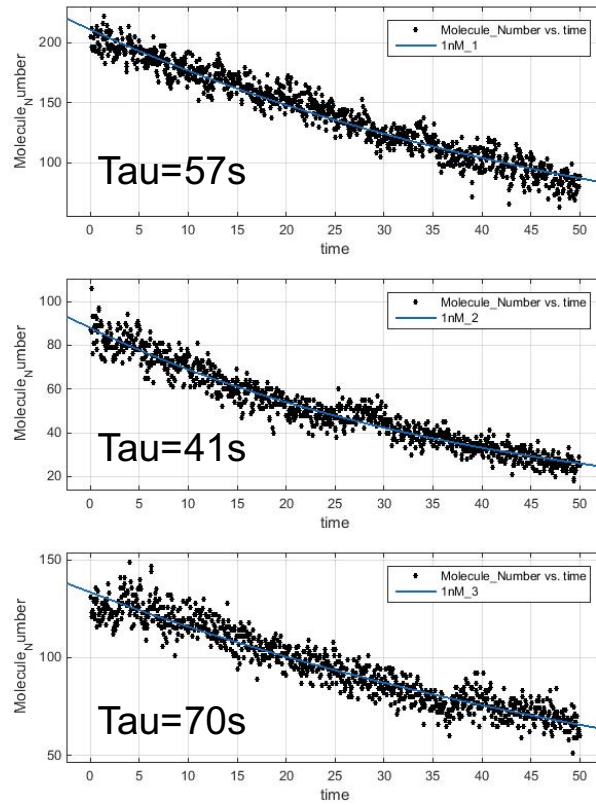 Molecule_Number vs. time
1nM_1
200
150
100
Molecule_Number
Tau=57s
0 5 10 15 20 25 30 35 40 45 50
time
Molecule_Number vs. time
1nM_2
100
80
60
40
20
Molecule_Number
Tau=41s
0 5 10 15 20 25 30 35 40 45 50
time
Molecule_Number vs. time
1nM_3
150
100
50
Molecule_Number
Tau=70s
0 5 10 15 20 25 30 35 40 45 50
time